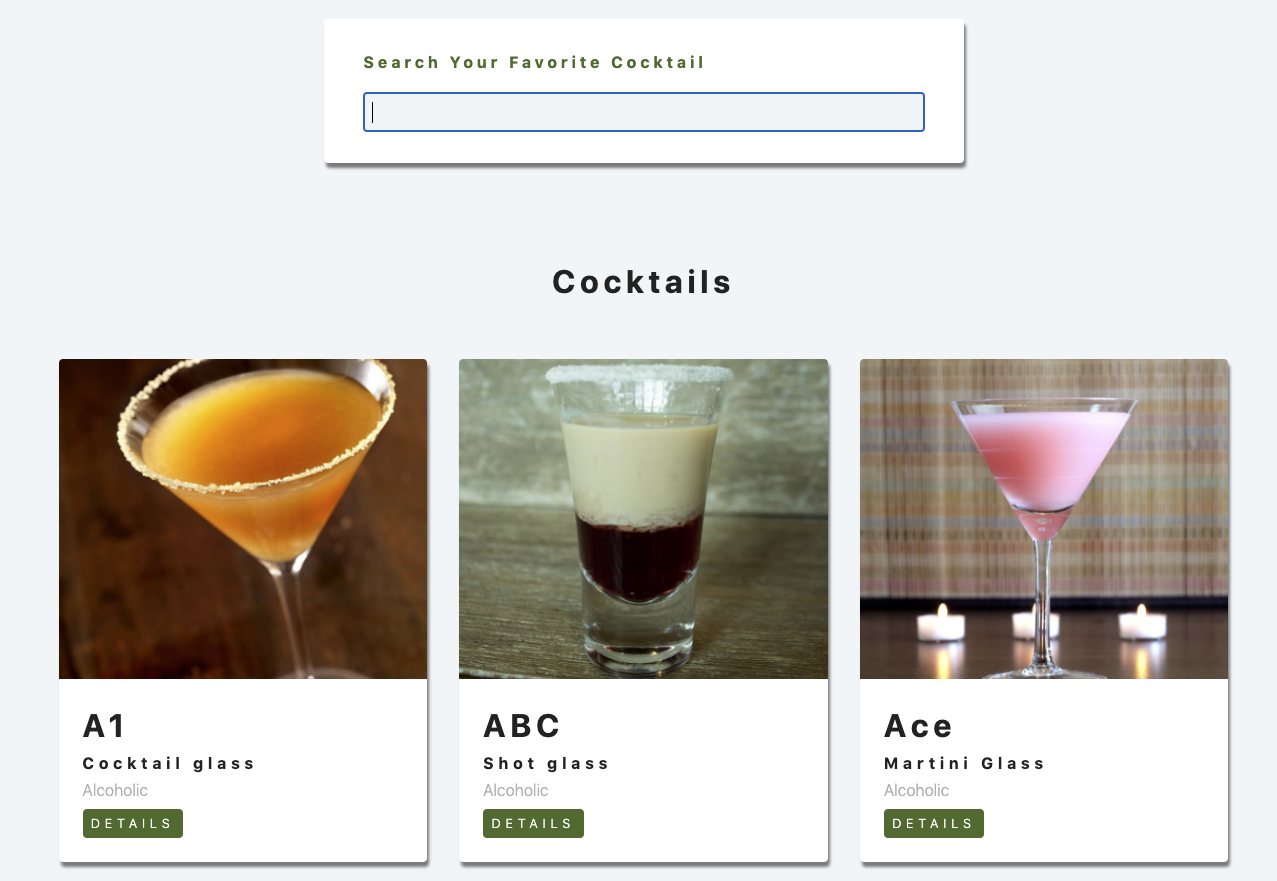 Search Your Favorite Cocktail
Cocktails
A1
Cocktail glass
Alcoholic
DETAILS
ABC
Shot glass
Alcoholic
DETAILS
Ace
Martini Glass
Alcoholic
DETAILS